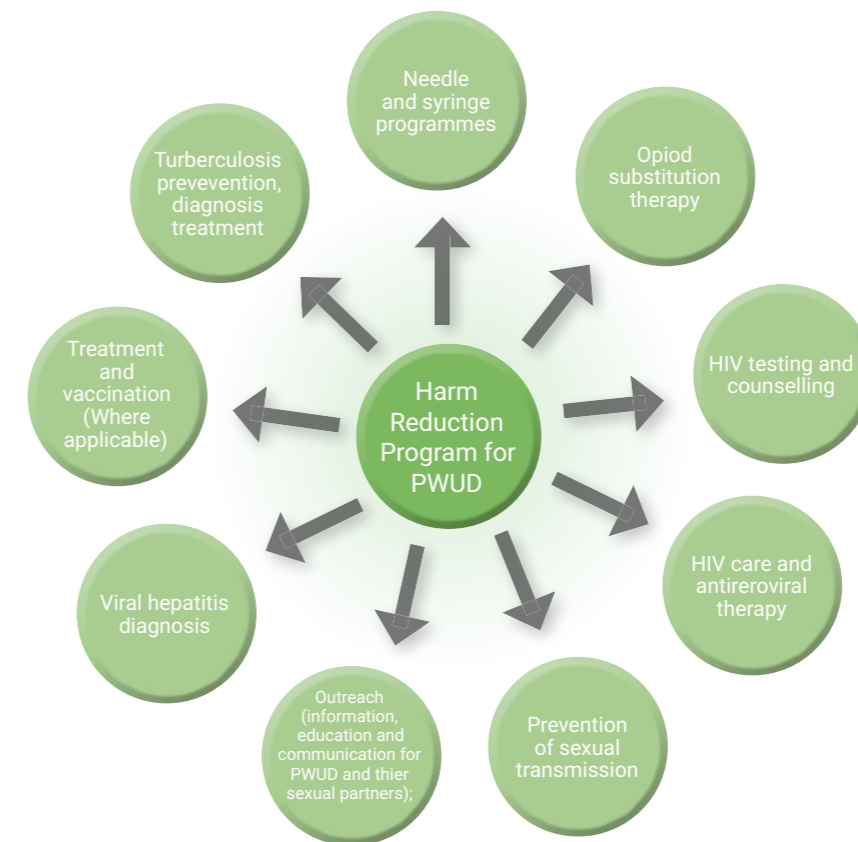 Needle
and syringe
programmes
Opiod
substitution
therapy
HIV testing and
counselling
HIV care and
antireroviral
therapy
Prevention
of sexual
transmission
Outreach
(information,
education and
communication for
PWUD and thier
sexual partners);
Viral hepatitis
diagnosis
Treatment
and
vaccination
(Where
applicable)
Turberculosis
prevevention,
diagnosis
treatment
Harm
Reduction
Program for
PWUD